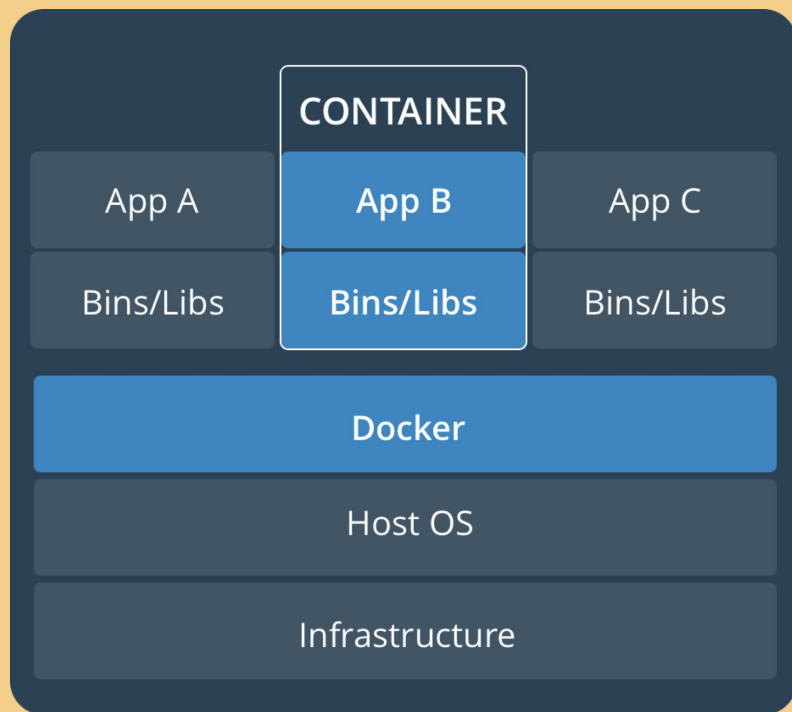 CONTAINER
App A
App B
App C
Bins/Libs
Bins/Libs
Bins/Libs
Docker
Host OS
Infrastructure